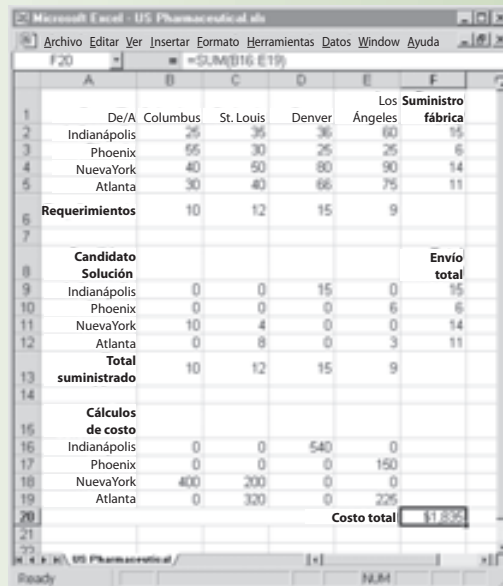 Microsoft Excel - US Pharmaceutical.xls
Archivo Editar Ver Insertar Formato Herramientas Datos Window Ayuda
F20 = =SUM(B16:E19)
A B C D E F
Los Suministro
1 De/A Columbus St. Louis Denver Ángeles fábrica
2 Indianápolis 25 35 36 60 15
3 Phoenix 55 30 25 25 6
4 NuevaYork 40 50 80 90 14
5 Atlanta 30 40 66 75 11
6 Requerimientos 10 12 15 9
7
Candidato Envío
8 Solución total
9 Indianápolis 0 0 15 0 15
10 Phoenix 0 0 0 6 6
11 NuevaYork 10 4 0 0 14
12 Atlanta 0 8 0 3 11
Total
13 suministrado 10 12 15 9
14
Cálculos
15 de costo
16 Indianápolis 0 0 540 0
17 Phoenix 0 0 0 150
18 NuevaYork 400 200 0 0
19 Atlanta 0 320 0 225
20 Costo total $1,835
21
22
US Pharmaceutical
Ready NUM